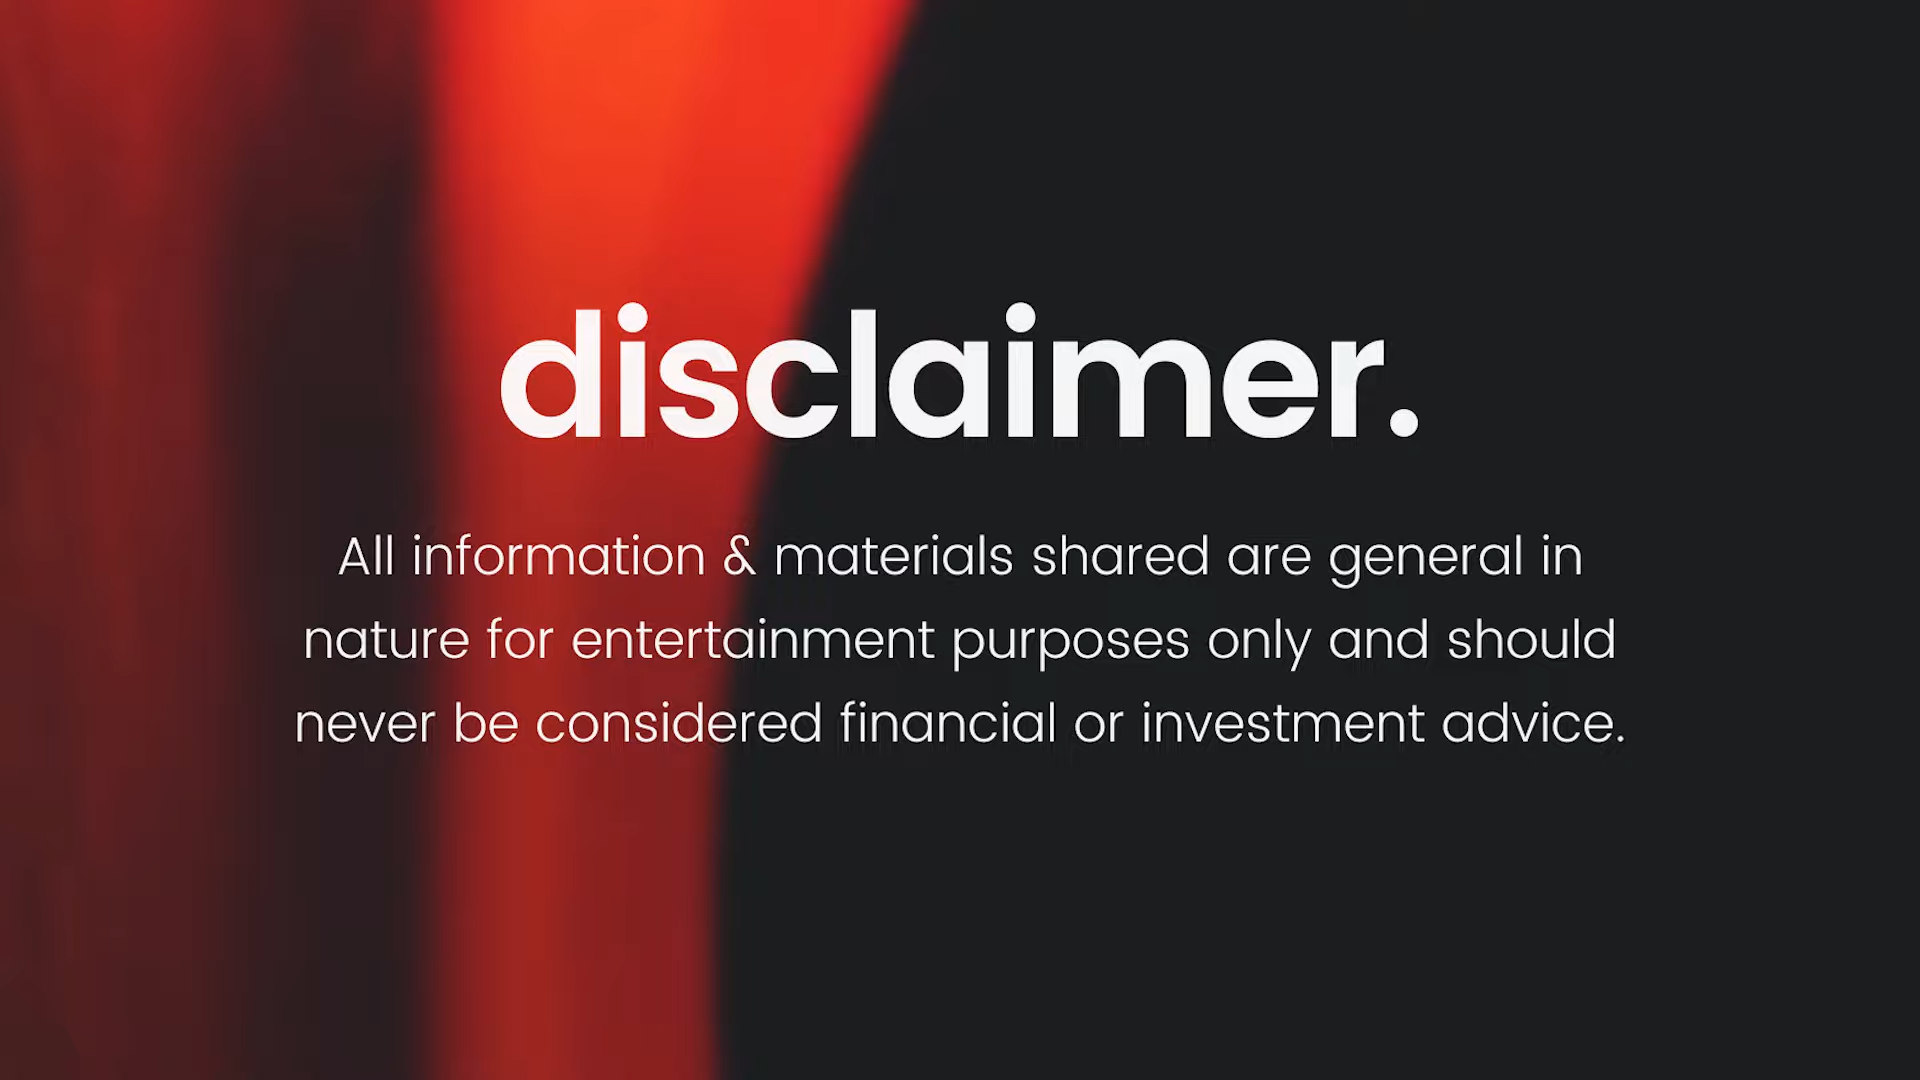 disclaimer.
All information & materials shared are general in
nature for entertainment purposes only and should
never be considered financial or investment advice.